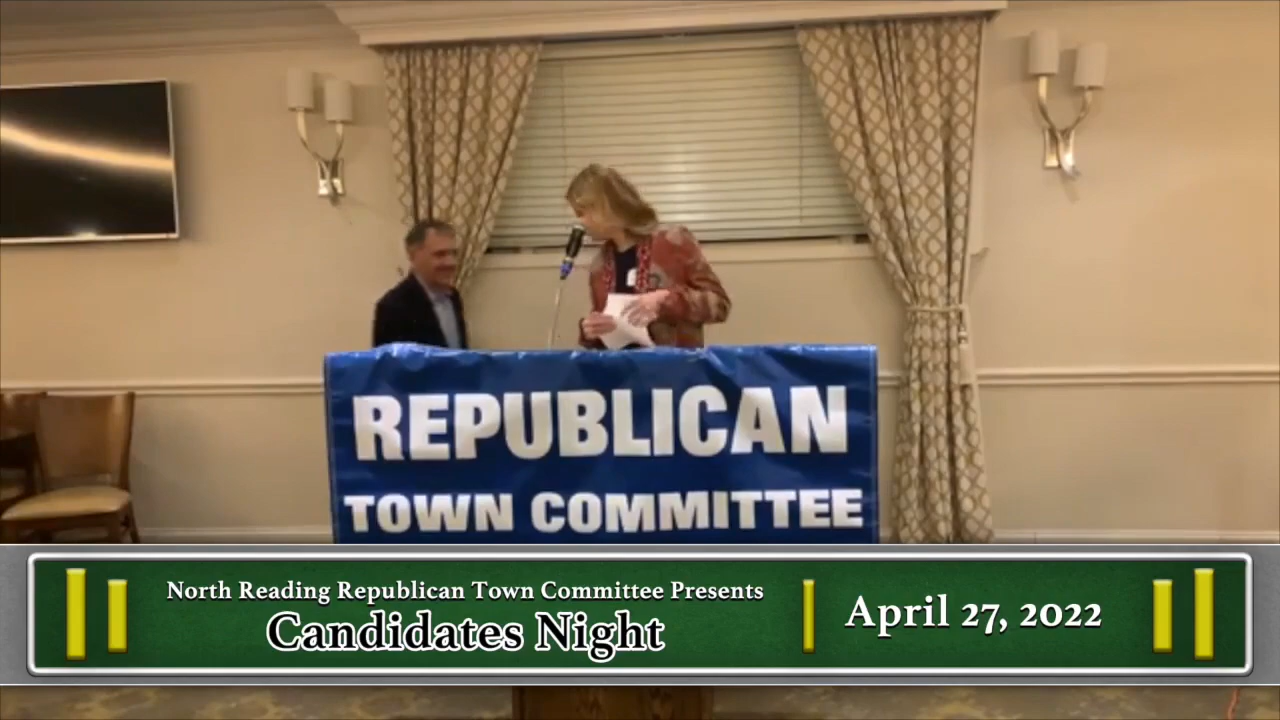 REPUBLICAN
TOWN COMMITTEE
North Reading Republican Town Committee Presents
Candidates Night
April 27, 2022